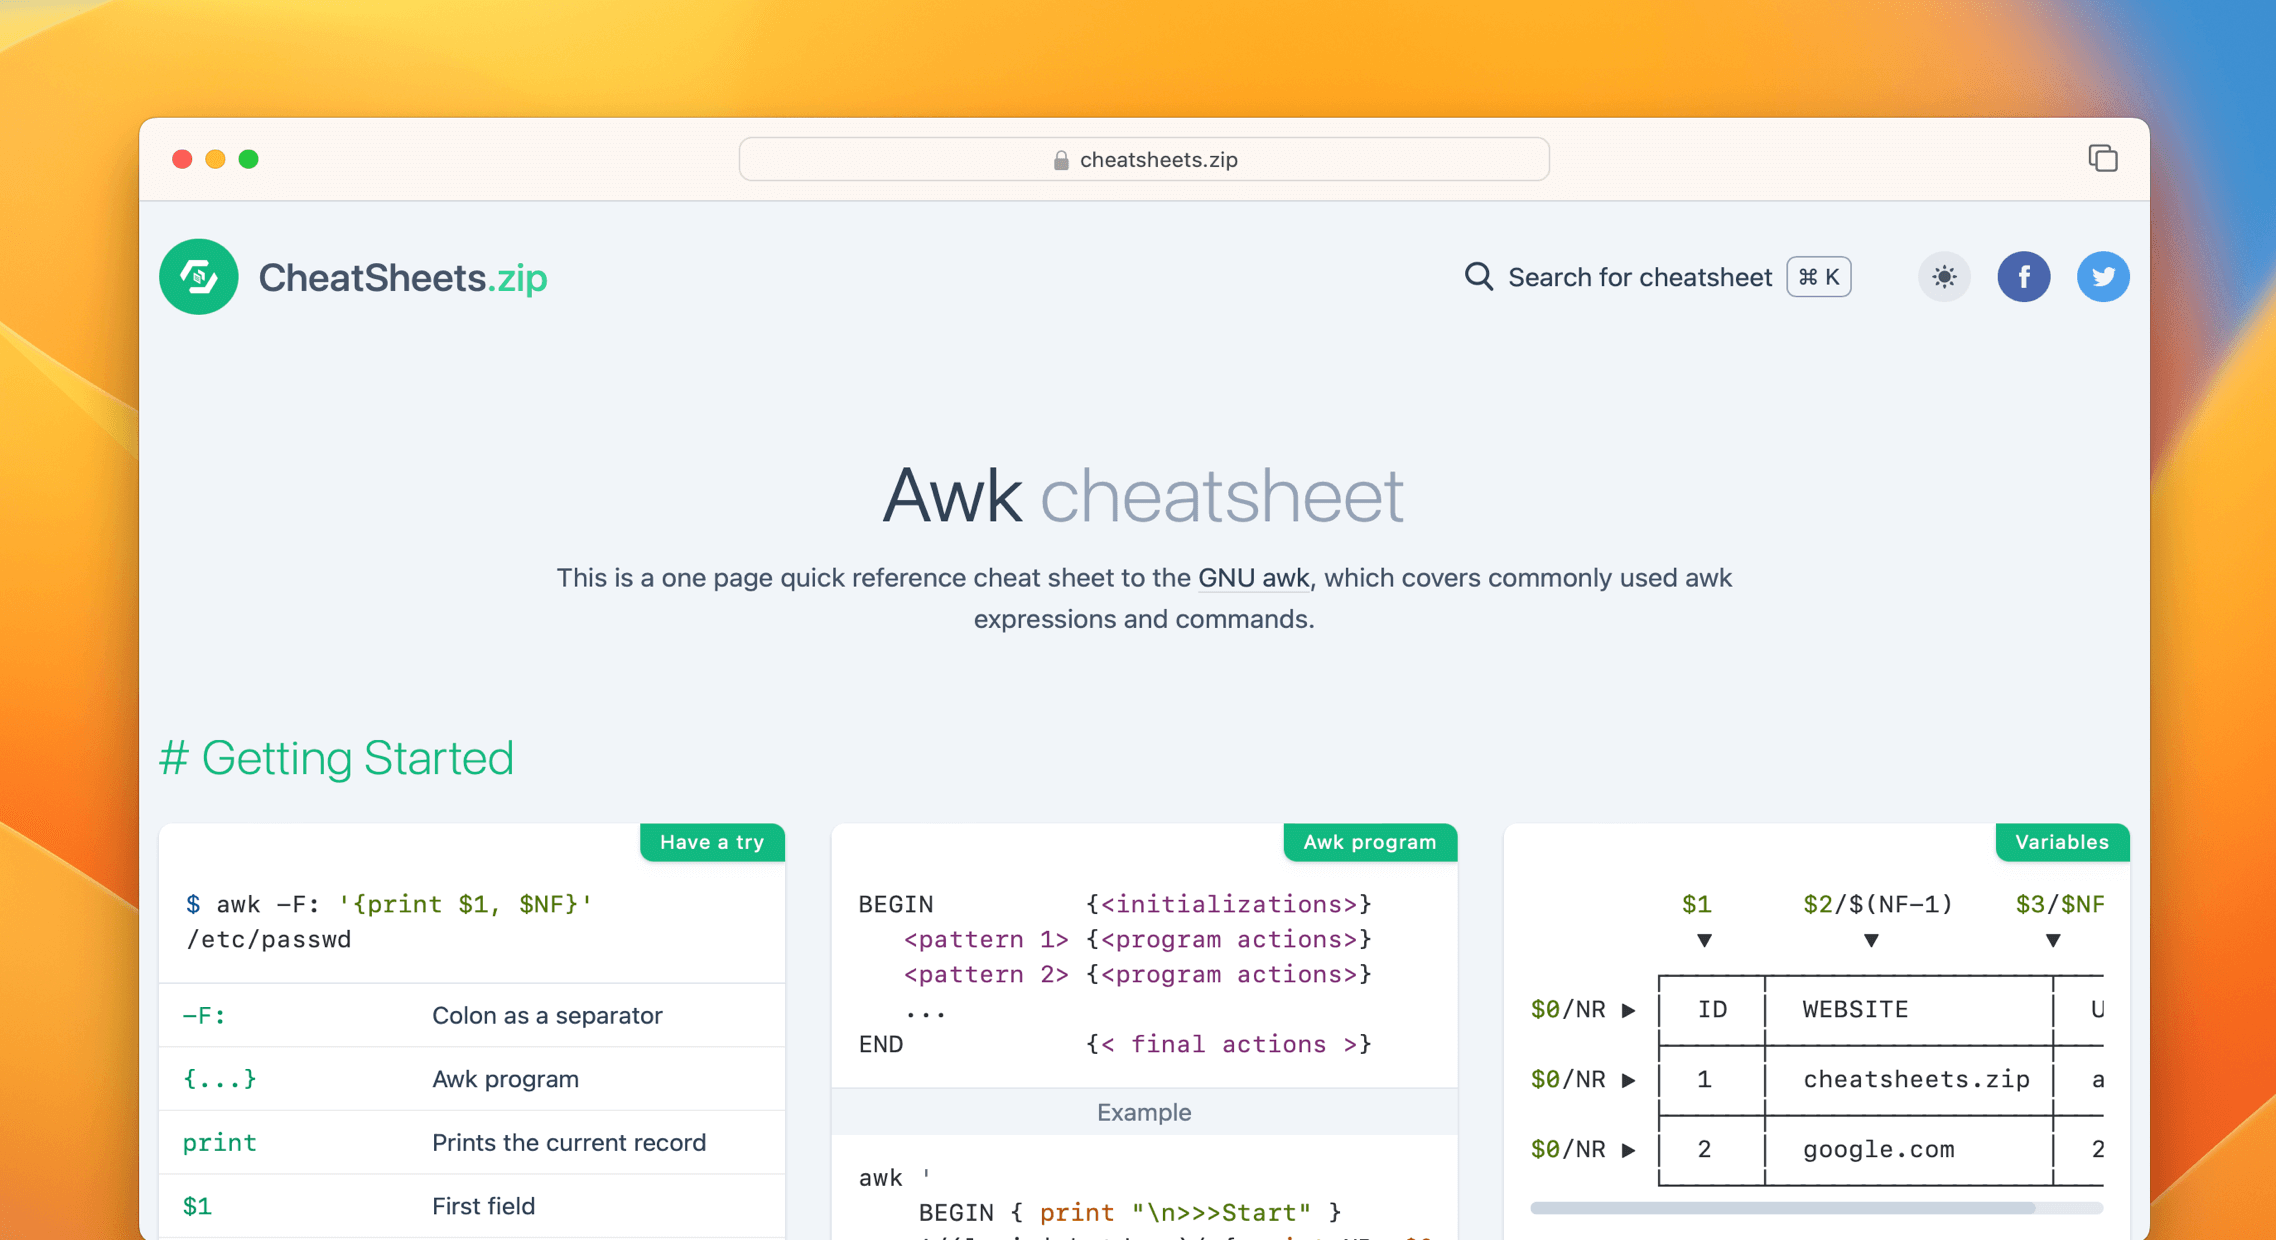 cheatsheets.zip
CheatSheets.zip
Search for cheatsheet ⌘ K
Awk cheatsheet
This is a one page quick reference cheat sheet to the GNU awk, which covers commonly used awk
expressions and commands.
# Getting Started
Have a try
$ awk -F: '{print $1, $NF}'
/etc/passwd
-F: Colon as a separator
{...} Awk program
print Prints the current record
$1 First field
Awk program
BEGIN {<initializations>}
<pattern 1> {<program actions>}
<pattern 2> {<program actions>}
...
END {< final actions >}
Example
awk '
BEGIN { print "\n>>>Start" }
Variables
$1 $2/$(NF-1) $3/$NF
▼ ▼ ▼
$0/NR ▶ ID WEBSITE U
$0/NR ▶ 1 cheatsheets.zip a
$0/NR ▶ 2 google.com 2